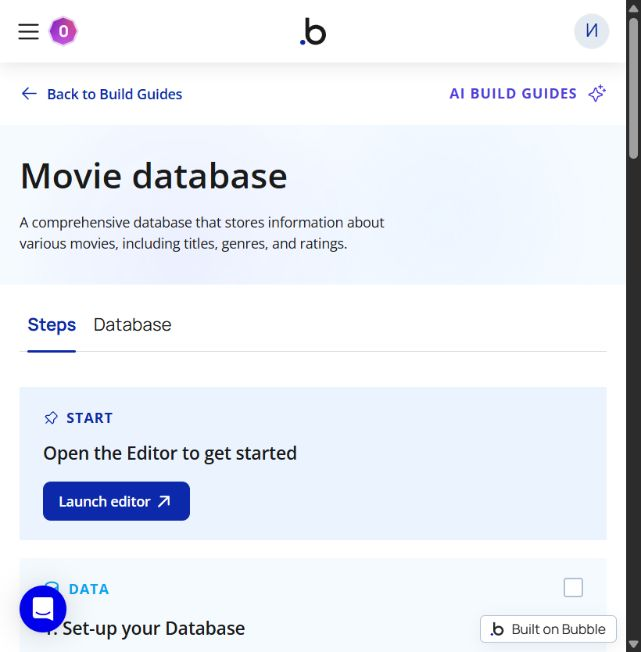 0
.b
И
Back to Build Guides
AI BUILD GUIDES
Movie database
A comprehensive database that stores information about
various movies, including titles, genres, and ratings.
Steps Database
START
Open the Editor to get started
Launch editor
DATA
1. Set-up your Database
.b Built on Bubble